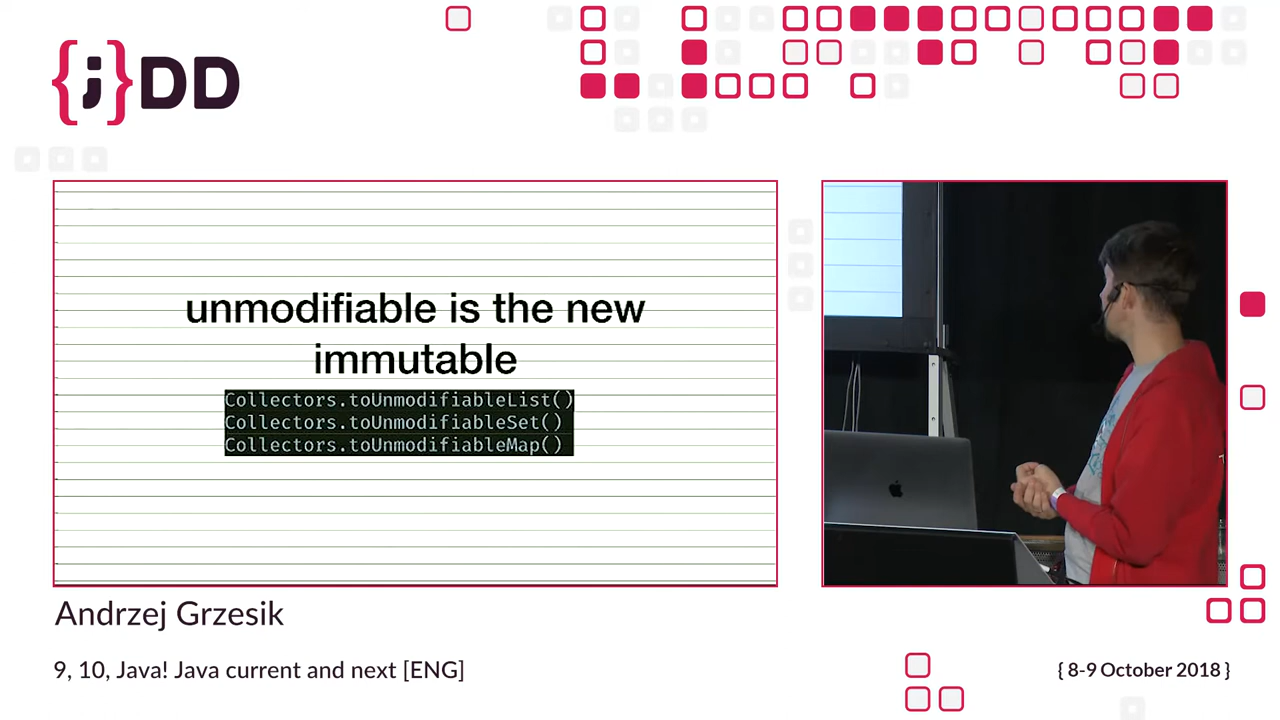 {j}DD
unmodifiable is the new
immutable
Collectors.toUnmodifiableList()
Collectors.toUnmodifiableSet()
Collectors.toUnmodifiableMap()
Andrzej Grzesik
9, 10, Java! Java current and next [ENG]
{ 8-9 October 2018 }